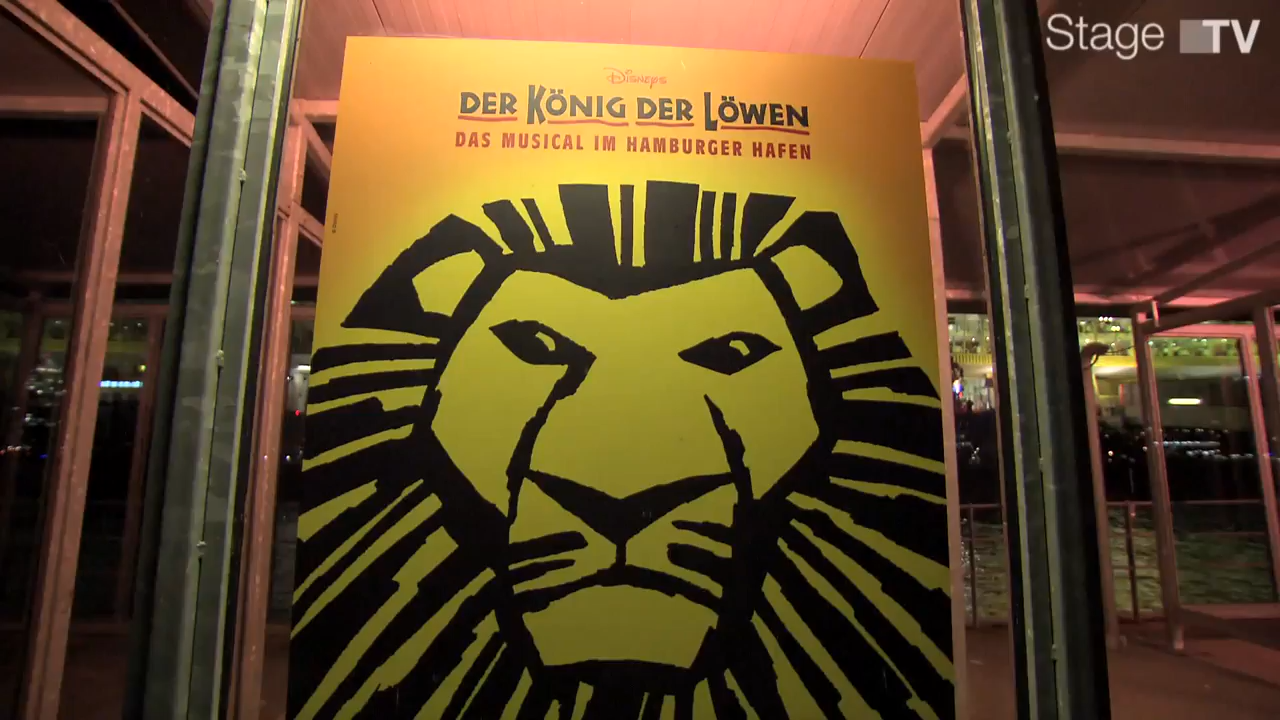 Stage TV
Disney's
DER KÖNIG DER LÖWEN
DAS MUSICAL IM HAMBURGER HAFEN